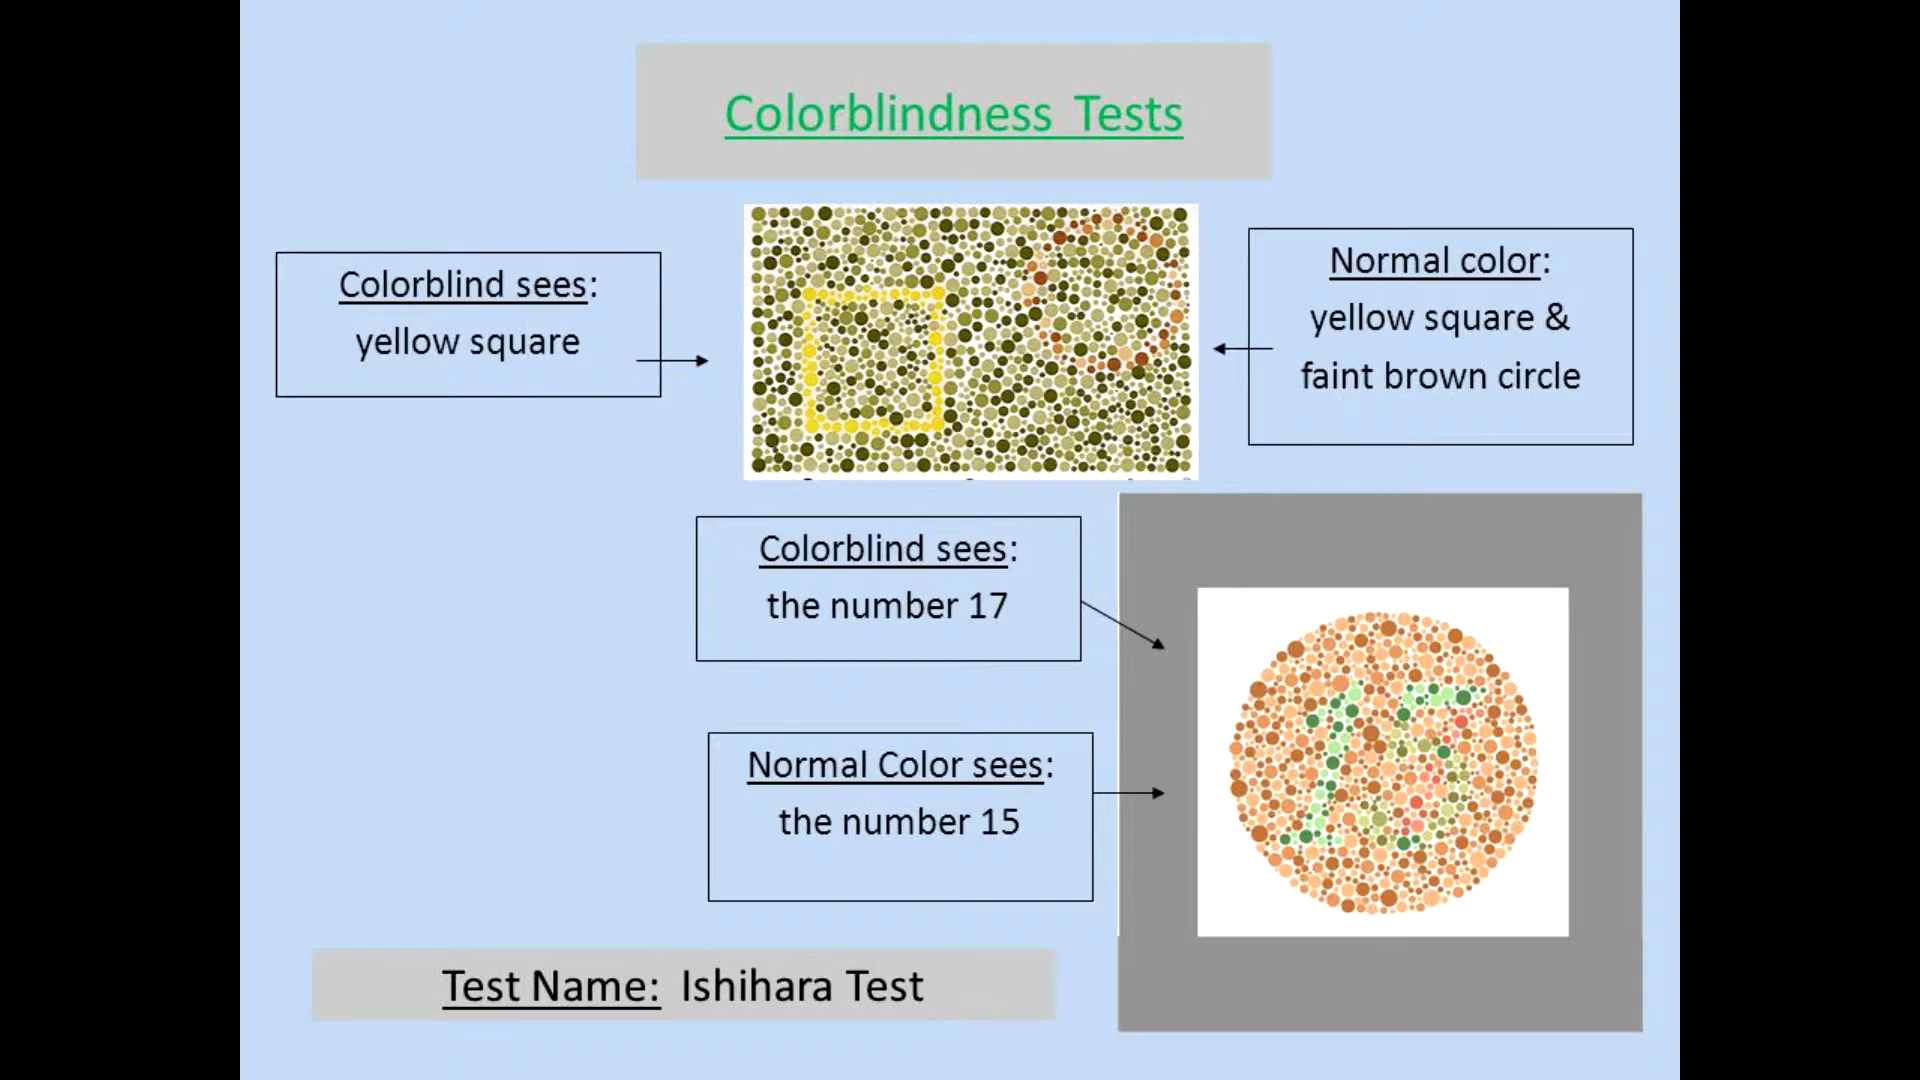 Colorblindness Tests
Colorblind sees:
yellow square
Normal color:
yellow square &
faint brown circle
Colorblind sees:
the number 17
Normal Color sees:
the number 15
15
Test Name: Ishihara Test